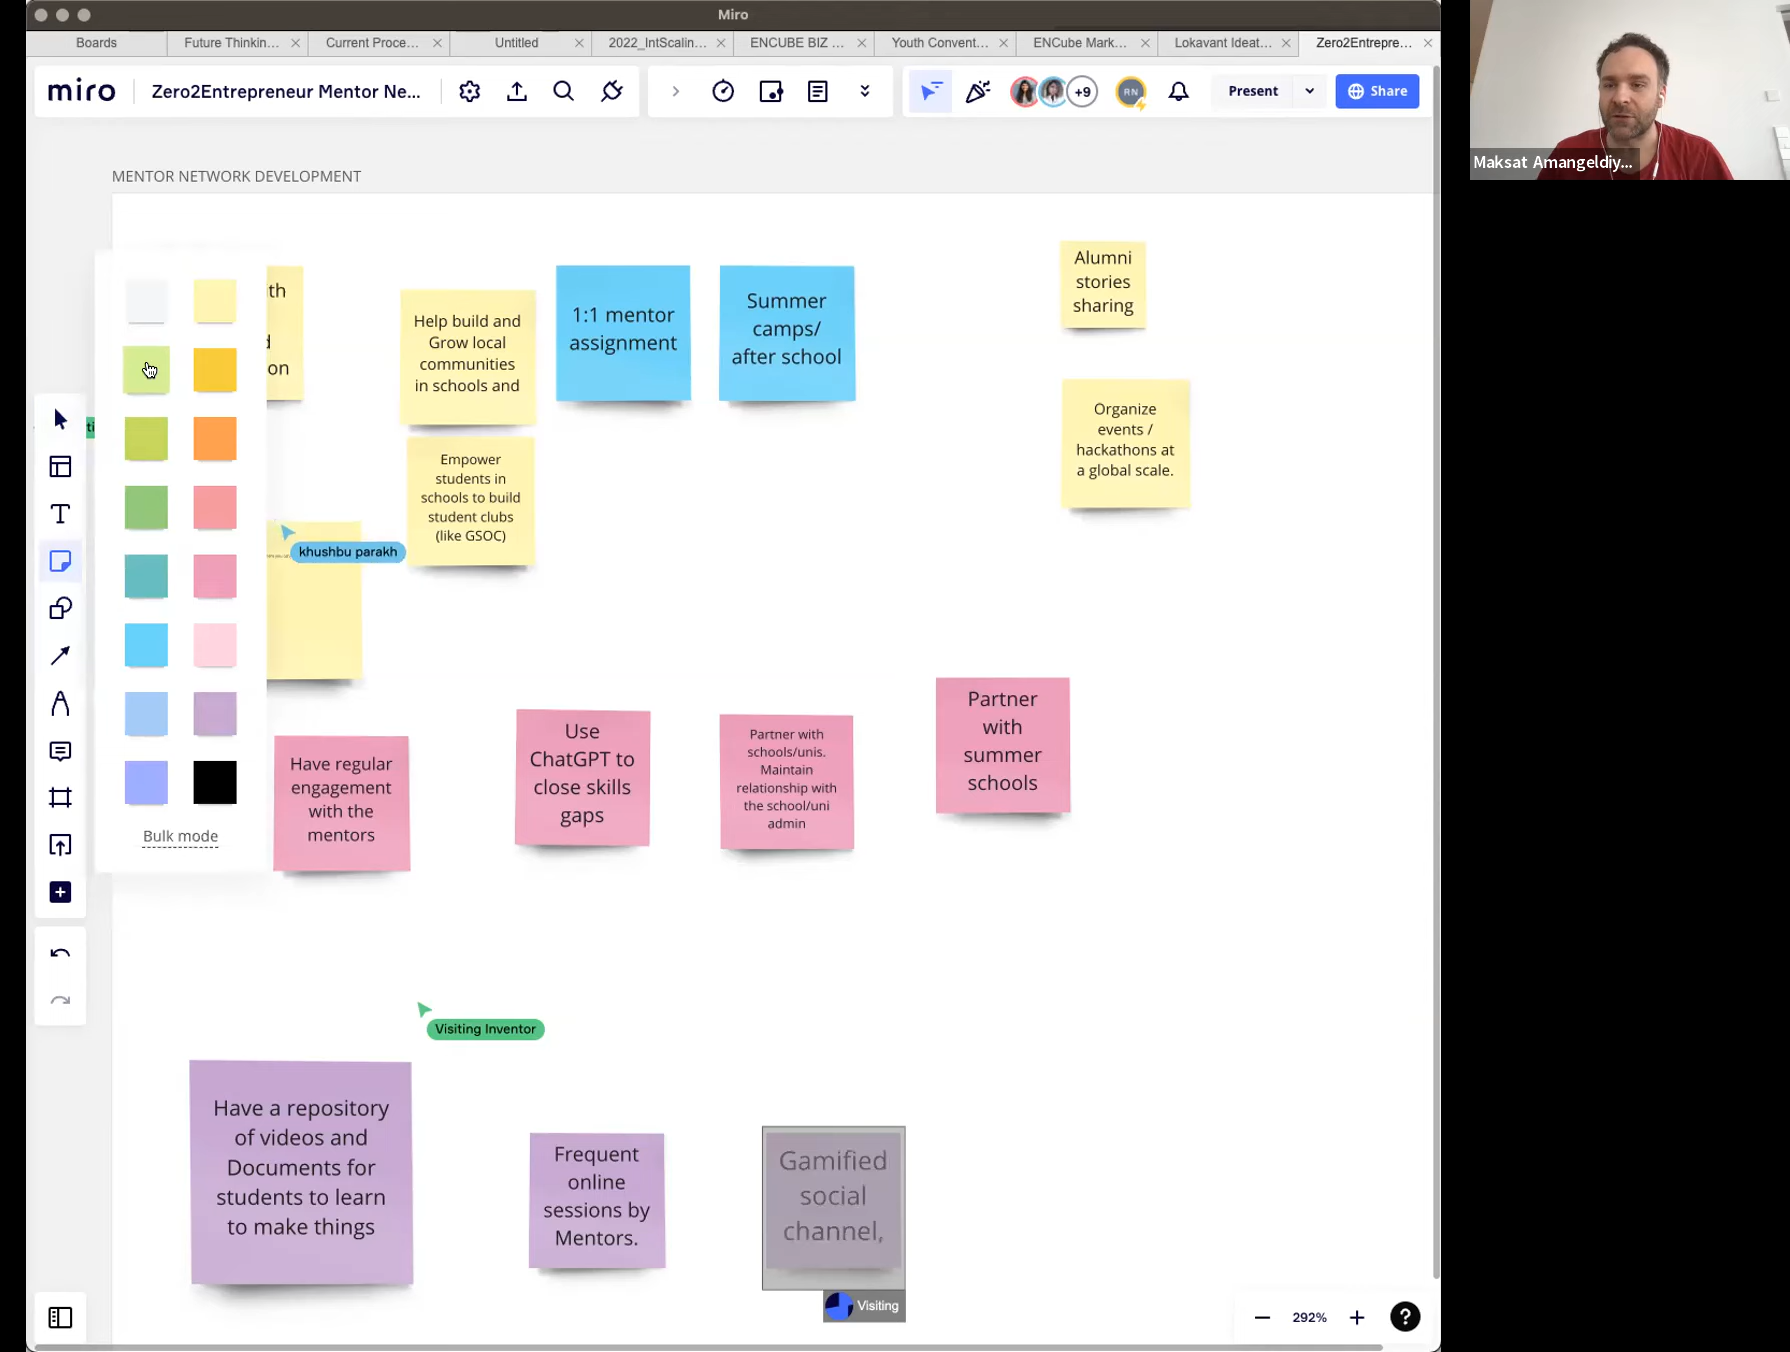 Miro
Boards
Future Thinkin...
Current Proce...
Untitled
2022_IntScalin...
ENCUBE BIZ ...
Youth Convent...
ENCube Mark...
Lokavant Ideat...
Zero2Entrepre...
miro
Zero2Entrepreneur Mentor Ne...
+9
RN
Present
Share
Maksat Amangeldiy...
MENTOR NETWORK DEVELOPMENT
th
d
on
Help build and
Grow local
communities
in schools and
1:1 mentor
assignment
Summer
camps/
after school
Alumni
stories
sharing
Organize
events /
hackathons at
a global scale.
Empower
students in
schools to build
student clubs
(like GSOC)
khushbu parakh
Have regular
engagement
with the
mentors
Use
ChatGPT to
close skills
gaps
Partner with
schools/unis.
Maintain
relationship with
the school/uni
admin
Partner
with
summer
schools
Bulk mode
Visiting Inventor
Have a repository
of videos and
Documents for
students to learn
to make things
Frequent
online
sessions by
Mentors.
Gamified
social
channel,
Visiting
292%